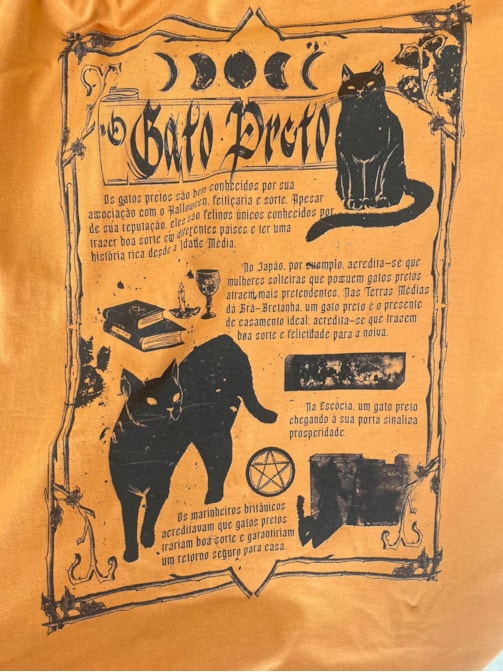 O Gato Preto
Os gatos pretos são bem conhecidos por sua
associação com o Halloween, feitiçaria e sorte. Apesar
de sua reputação, eles são felinos únicos conhecidos por
trazer boa sorte em diferentes países e ter uma
história rica desde a Idade Média.
No Japão, por exemplo, acredita-se que
mulheres solteiras que possuem gatos pretos
atraem mais pretendentes. Nas Terras Médias
da Grã-Bretanha, um gato preto é o presente
de casamento ideal; acredita-se que trazem
boa sorte e felicidade para a noiva.
Na Escócia, um gato preto
chegando à sua porta sinaliza
prosperidade.
Os marinheiros britânicos
acreditavam que gatos pretos
trariam boa sorte e garantiriam
um retorno seguro para casa.